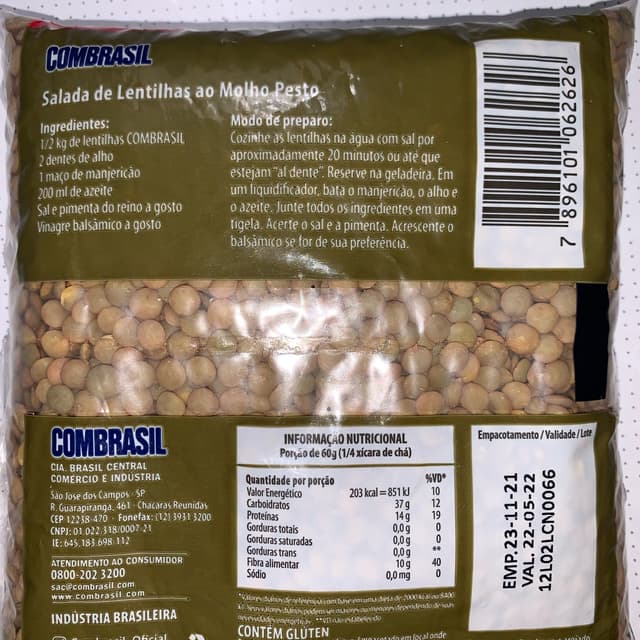 COMBRASIL
Salada de Lentilhas ao Molho Pesto
Ingredientes:
1/2 kg de lentilhas COMBRASIL
2 dentes de alho
1 maço de manjericão
200 ml de azeite
Sal e pimenta do reino a gosto
Vinagre balsâmico a gosto
Modo de preparo:
Cozinhe as lentilhas na água com sal por
aproximadamente 20 minutos ou até que
estejam "al dente". Reserve na geladeira. Em
um liquidificador, bata o manjericão, o alho e
o azeite. Junte todos os ingredientes em uma
tigela. Acerte o sal e a pimenta. Acrescente o
balsâmico se for de sua preferência.
7 896101 062626
COMBRASIL
CIA. BRASIL CENTRAL
COMÉRCIO E INDÚSTRIA
São José dos Campos - SP
R. Guarapiranga, 461 - Chácaras Reunidas
CEP 12238-470 - Fonefax: (12) 3931 3200
CNPJ: 01.022.318/0007-21
IE: 645.183.698.112
ATENDIMENTO AO CONSUMIDOR
0800-202 3200
sac@combrasil.com
www.combrasil.com
INDÚSTRIA BRASILEIRA
INFORMAÇÃO NUTRICIONAL
Porção de 60g (1/4 xícara de chá)
Quantidade por porção %VD*
Valor Energético 203 kcal = 851 kJ 10
Carboidratos 37 g 12
Proteínas 14 g 19
Gorduras totais 0,0 g 0
Gorduras saturadas 0,0 g 0
Gorduras trans 0,0 g **
Fibra alimentar 10 g 40
Sódio 0,0 mg 0
CONTÉM GLÚTEN
Empacotamento / Validade / Lote
EMP.23-11-21
VAL. 22-05-22
12L02LCN0066